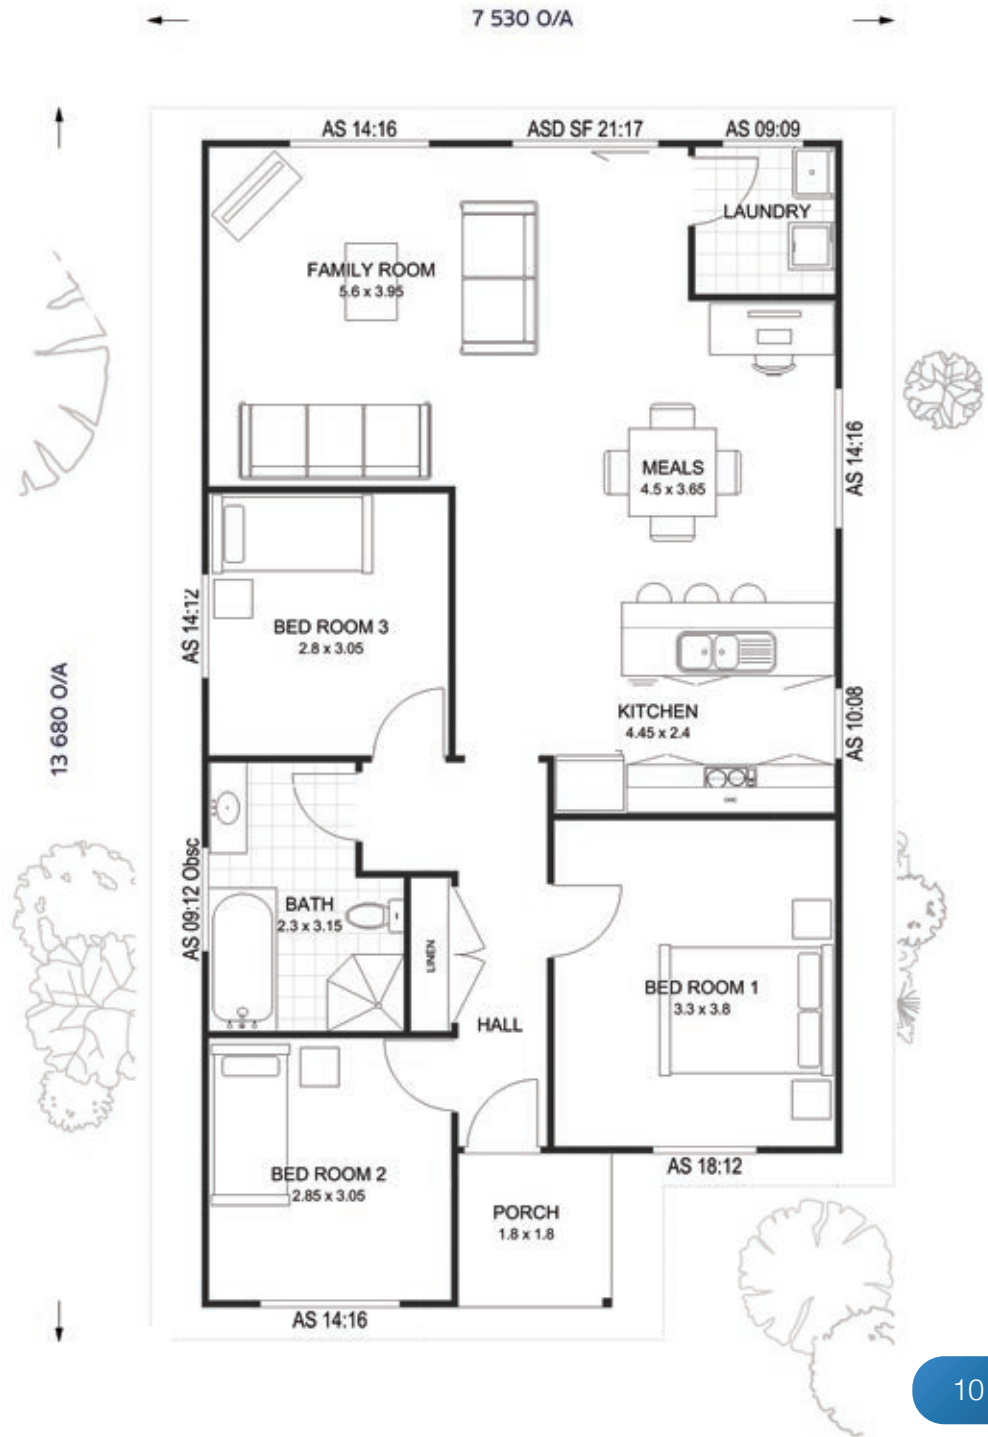 7 530 O/A
AS 14:16
ASD SF 21:17
AS 09:09
LAUNDRY
FAMILY ROOM
5.6 x 3.95
MEALS
4.5 x 3.65
AS 14:16
BED ROOM 3
2.8 x 3.05
AS 14:12
13 680 O/A
KITCHEN
4.45 x 2.4
AS 10:08
AS 09:12 Obsc
BATH
2.3 x 3.15
LINEN
BED ROOM 1
3.3 x 3.8
HALL
AS 18:12
BED ROOM 2
2.85 x 3.05
PORCH
1.8 x 1.8
AS 14:16
10